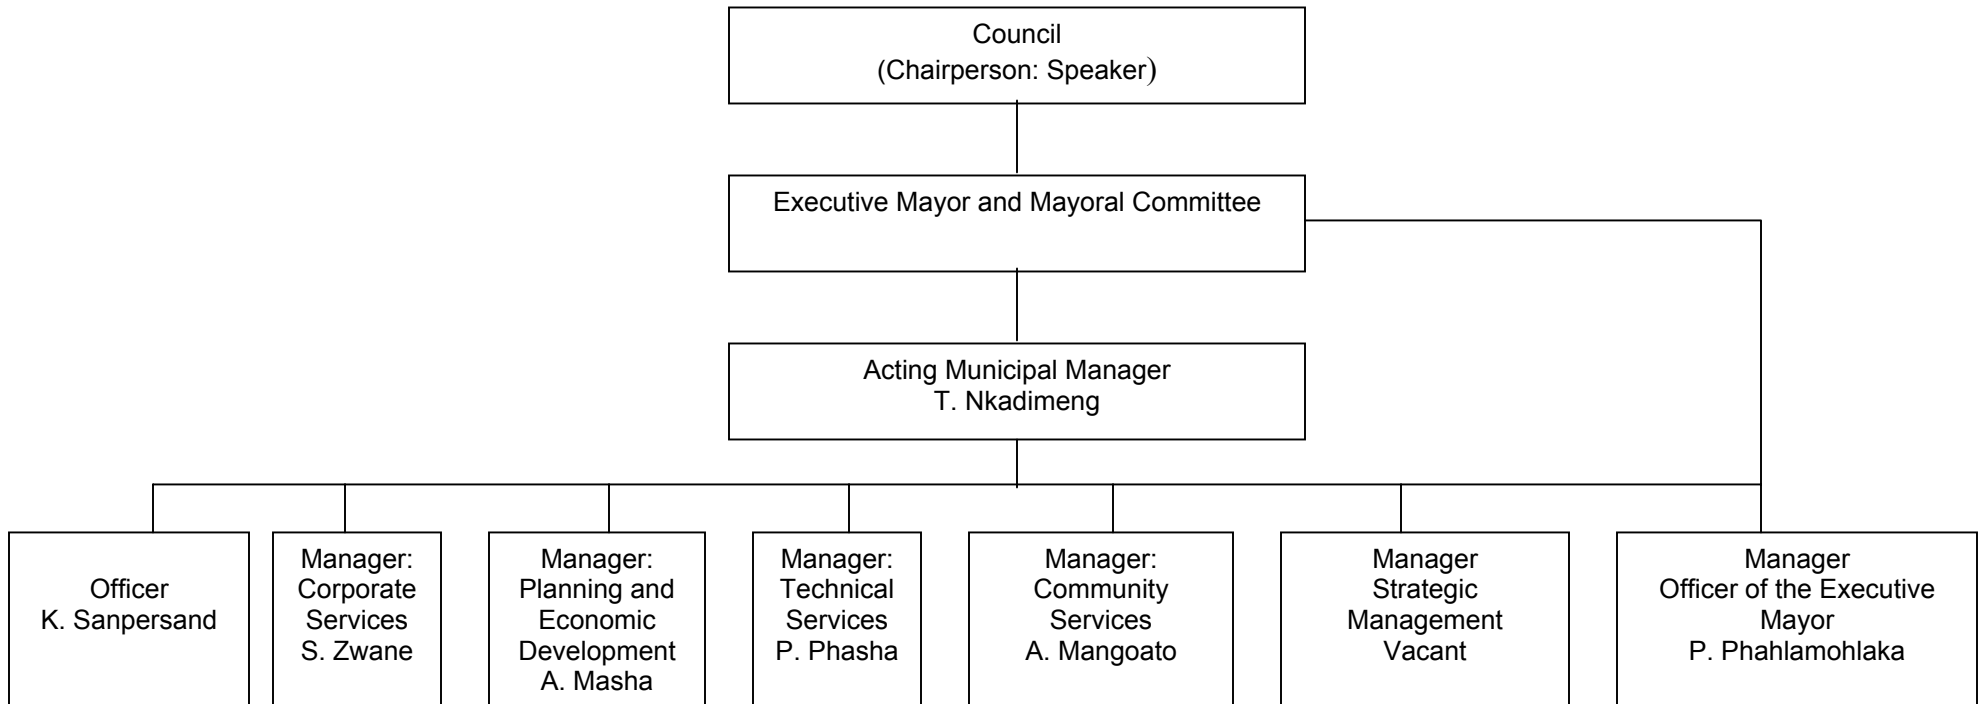 Council
(Chairperson: Speaker)
Executive Mayor and Mayoral Committee
Acting Municipal Manager
T. Nkadimeng
Officer
K. Sanpersand
Manager:
Corporate
Services
S. Zwane
Manager:
Planning and
Economic
Development
A. Masha
Manager:
Technical
Services
P. Phasha
Manager:
Community
Services
A. Mangoato
Manager
Strategic
Management
Vacant
Manager
Officer of the Executive
Mayor
P. Phahlamohlaka